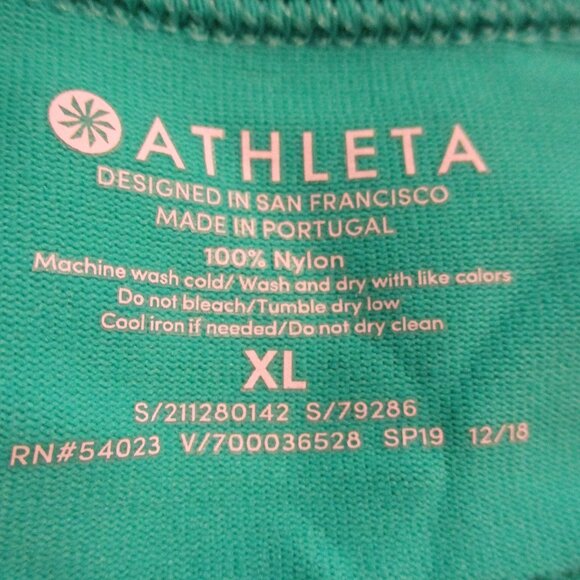 ATHLETA
DESIGNED IN SAN FRANCISCO
MADE IN PORTUGAL
100% Nylon
Machine wash cold/ Wash and dry with like colors
Do not bleach/Tumble dry low
Cool iron if needed/Do not dry clean
XL
S/211280142 S/79286
RN#54023 V/700036528 SP19 12/18